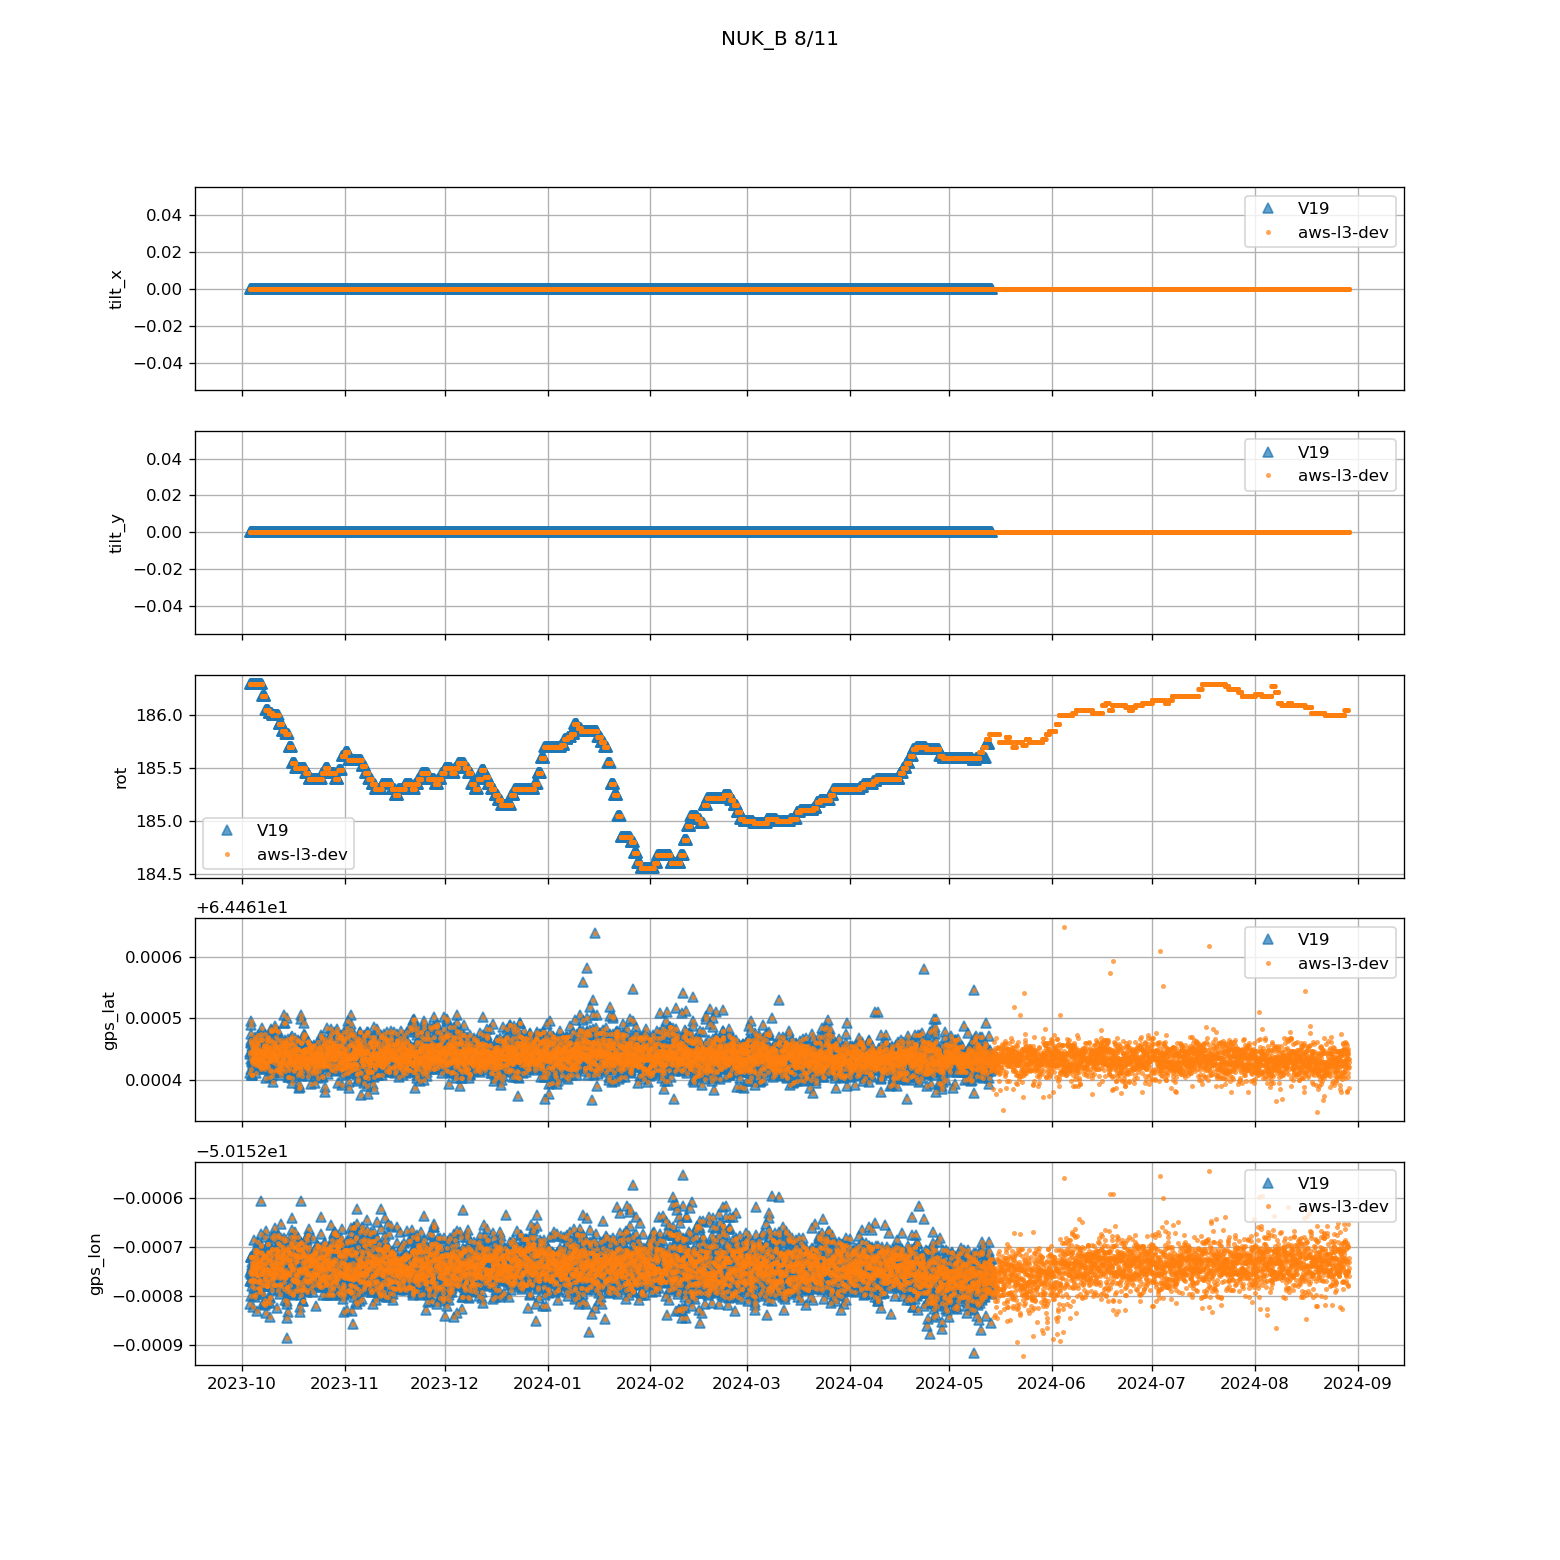 NUK_B 8/11
0.04
0.02
0.00
−0.02
−0.04
tilt_x
V19
aws-l3-dev
0.04
0.02
0.00
−0.02
−0.04
tilt_y
V19
aws-l3-dev
186.0
185.5
185.0
184.5
rot
V19
aws-l3-dev
+6.4461e1
0.0006
0.0005
0.0004
gps_lat
V19
aws-l3-dev
−5.0152e1
−0.0006
−0.0007
−0.0008
−0.0009
gps_lon
V19
aws-l3-dev
2023-10 2023-11 2023-12 2024-01 2024-02 2024-03 2024-04 2024-05 2024-06 2024-07 2024-08 2024-09